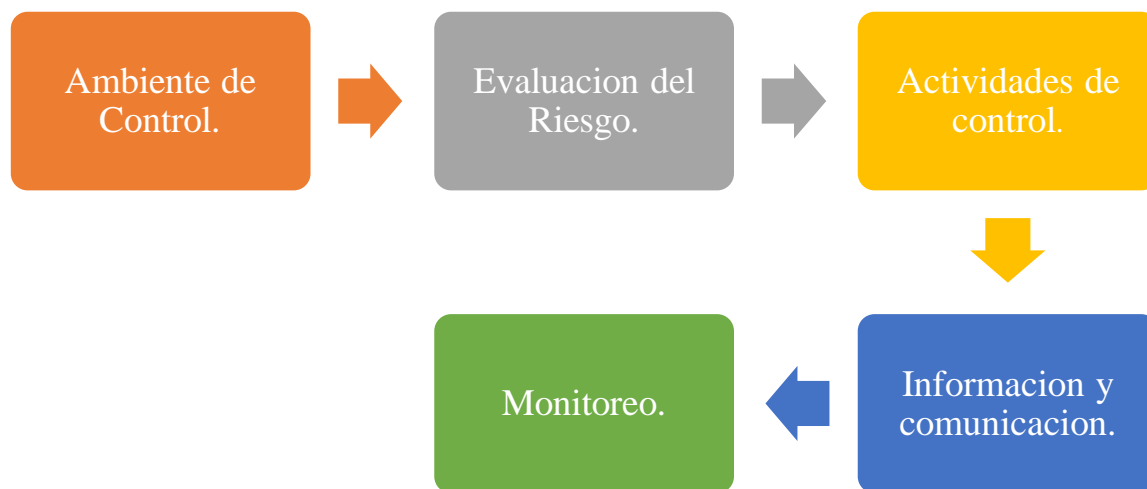 Ambiente de
Control.
Evaluacion del
Riesgo.
Actividades de
control.
Informacion y
comunicacion.
Monitoreo.